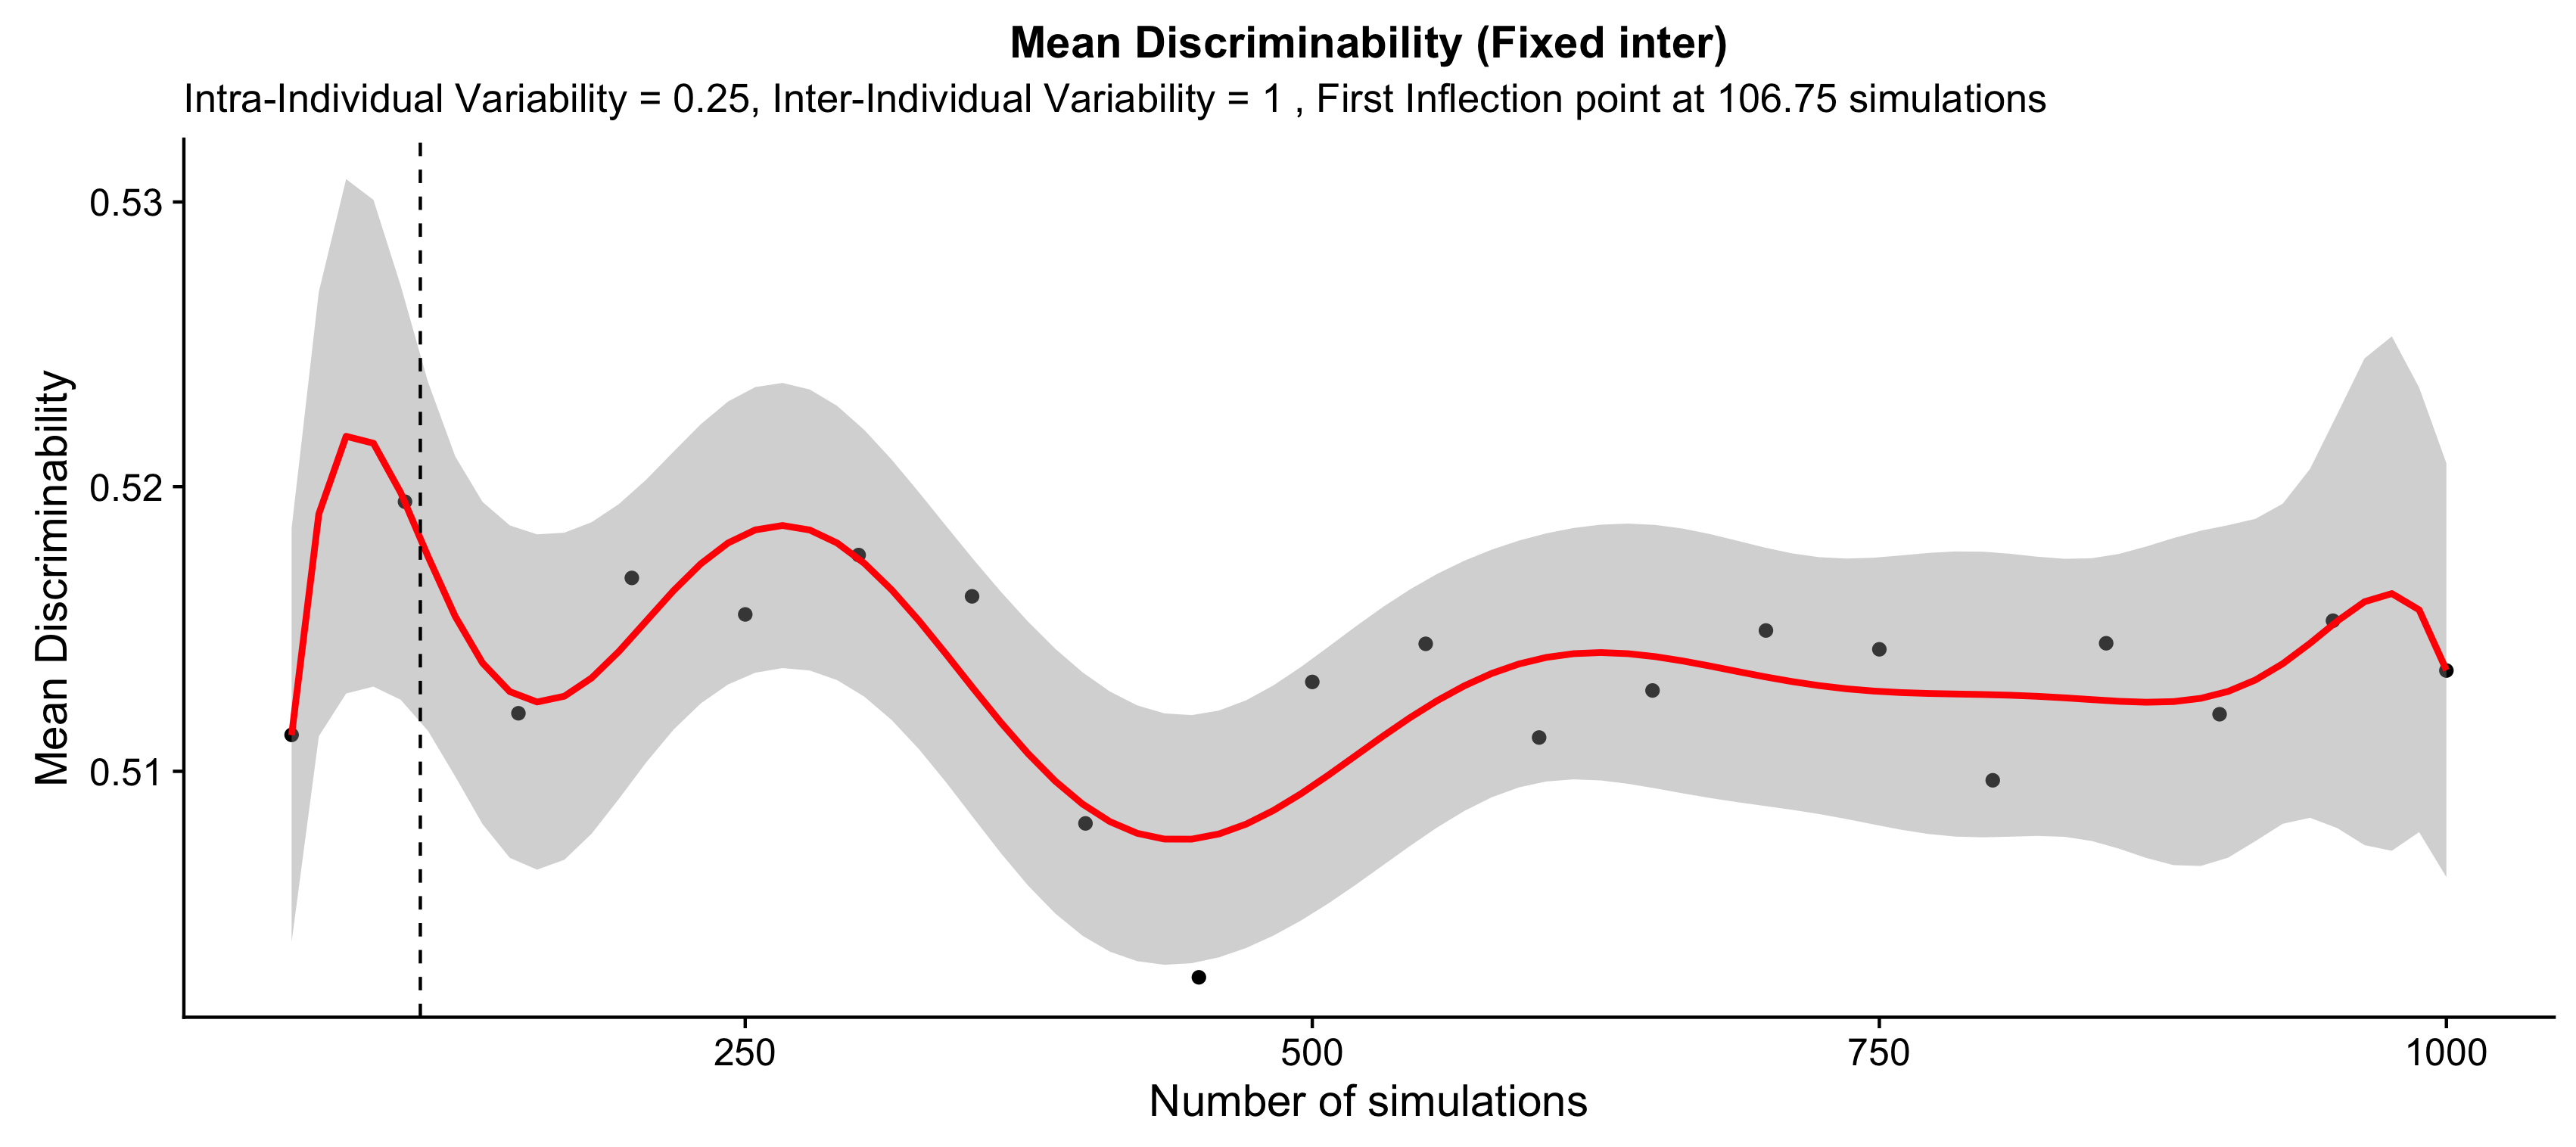 Mean Discriminability (Fixed inter)
Intra-Individual Variability = 0.25, Inter-Individual Variability = 1 , First Inflection point at 106.75 simulations
0.53
0.52
0.51
Mean Discriminability
250 500 750 1000
Number of simulations